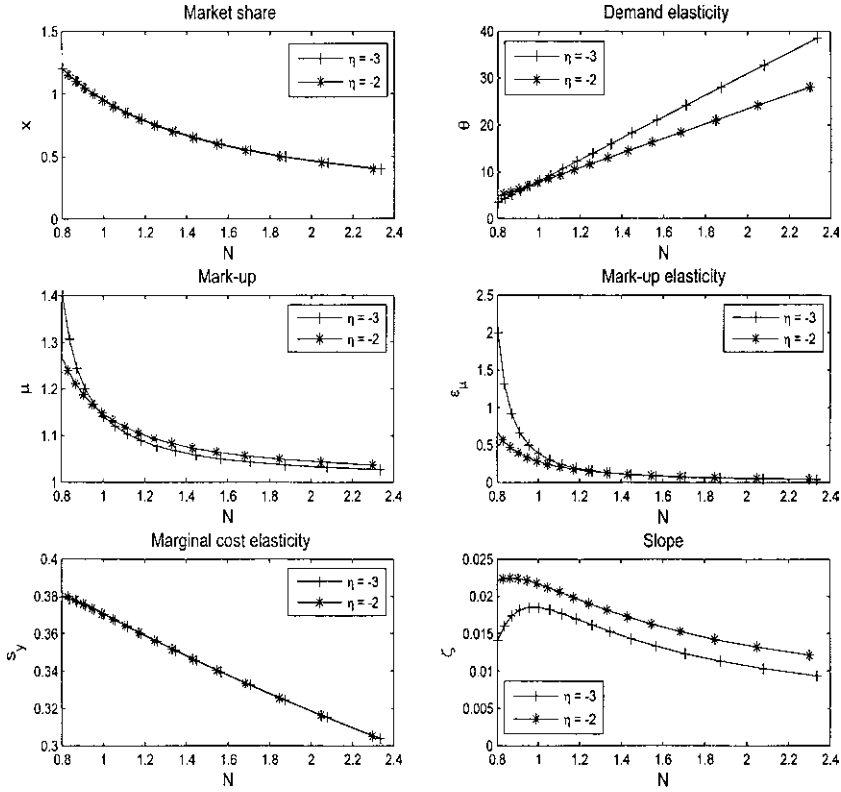 Market share
1.5
1
0.5
0
x
η = -3
η = -2
0.8 1 1.2 1.4 1.6 1.8 2 2.2 2.4
N
Demand elasticity
40
30
20
10
0
θ
η = -3
η = -2
0.8 1 1.2 1.4 1.6 1.8 2 2.2 2.4
N
Mark-up
1.4
1.3
1.2
1.1
1
μ
η = -3
η = -2
0.8 1 1.2 1.4 1.6 1.8 2 2.2 2.4
N
Mark-up elasticity
2.5
2
1.5
1
0.5
0
εμ
η = -3
η = -2
0.8 1 1.2 1.4 1.6 1.8 2 2.2 2.4
N
Marginal cost elasticity
0.4
0.38
0.36
0.34
0.32
0.3
sy
η = -3
η = -2
0.8 1 1.2 1.4 1.6 1.8 2 2.2 2.4
N
Slope
0.025
0.02
0.015
0.01
0.005
0
ζ
η = -3
η = -2
0.8 1 1.2 1.4 1.6 1.8 2 2.2 2.4
N